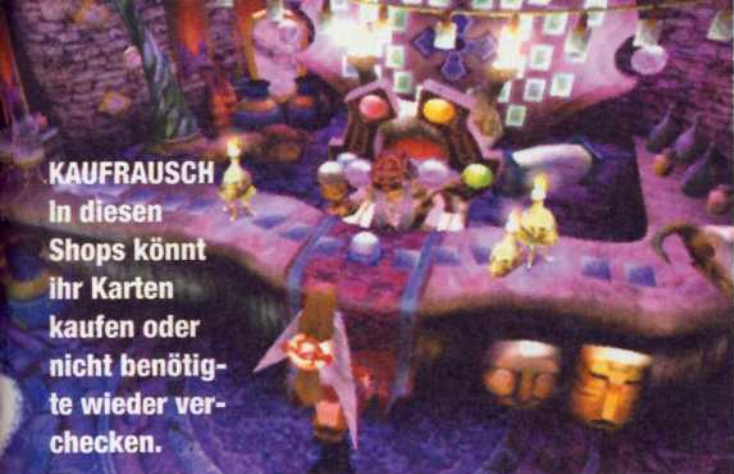 KAUFRAUSCH
In diesen
Shops könnt
ihr Karten
kaufen oder
nicht benötig-
te wieder ver-
checken.